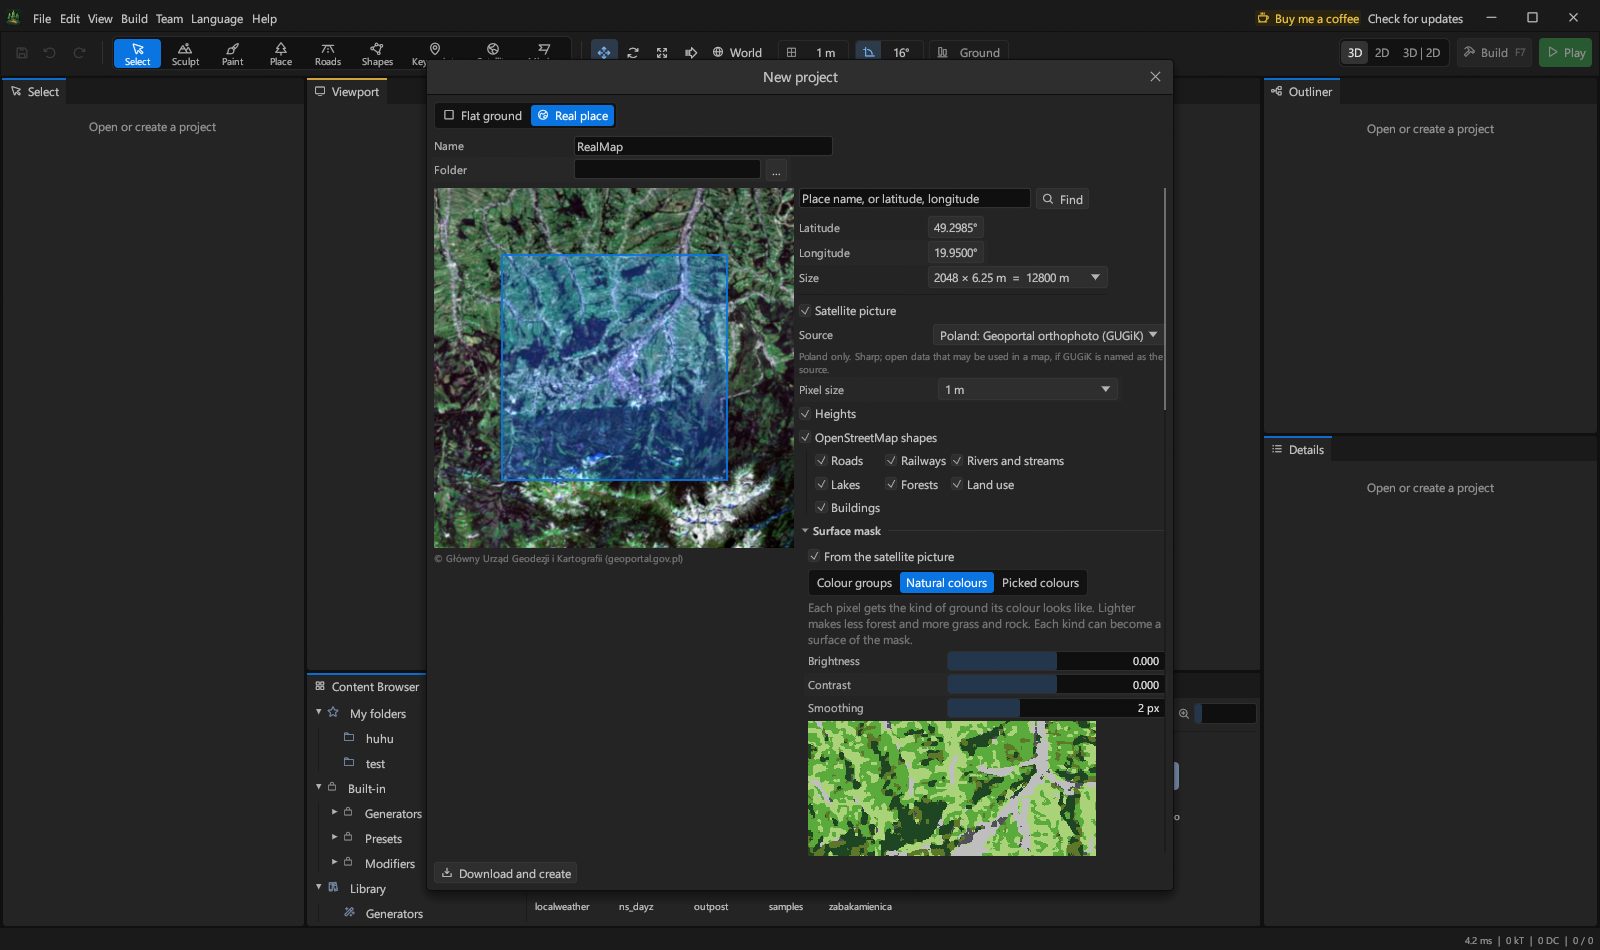 File Edit View Build Team Language Help
Buy me a coffee Check for updates
Select Sculpt Paint Place Roads Shapes
World 1 m 16° Ground
3D 2D 3D | 2D Build F7 Play
Select
Open or create a project
Viewport
New project
Flat ground Real place
Name RealMap
Folder ...
Place name, or latitude, longitude Find
Latitude 49.2985°
Longitude 19.9500°
Size 2048 × 6.25 m = 12800 m
Satellite picture
Source Poland: Geoportal orthophoto (GUGiK)
Poland only. Sharp; open data that may be used in a map, if GUGiK is named as the
source.
Pixel size 1 m
Heights
OpenStreetMap shapes
Roads Railways Rivers and streams
Lakes Forests Land use
Buildings
Surface mask
From the satellite picture
Colour groups Natural colours Picked colours
Each pixel gets the kind of ground its colour looks like. Lighter
makes less forest and more grass and rock. Each kind can become a
surface of the mask.
Brightness 0.000
Contrast 0.000
Smoothing 2 px
© Główny Urząd Geodezji i Kartografii (geoportal.gov.pl)
Download and create
Outliner
Open or create a project
Details
Open or create a project
Content Browser
My folders
huhu
test
Built-in
Generators
Presets
Modifiers
Library
Generators
localweather ns_dayz outpost samples zabakamienica
4.2 ms | 0 kT | 0 DC | 0 / 0